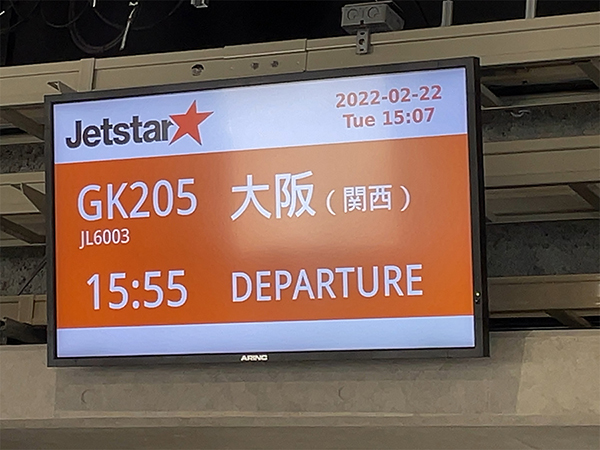 Jetstar
2022-02-22
Tue 15:07
GK205 大阪（関西）
JL6003
15:55 DEPARTURE
ARINC